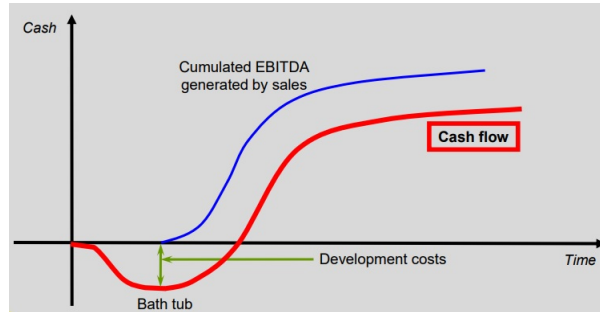 Cash
Cumulated EBITDA
generated by sales
Cash flow
Development costs
Time
Bath tub